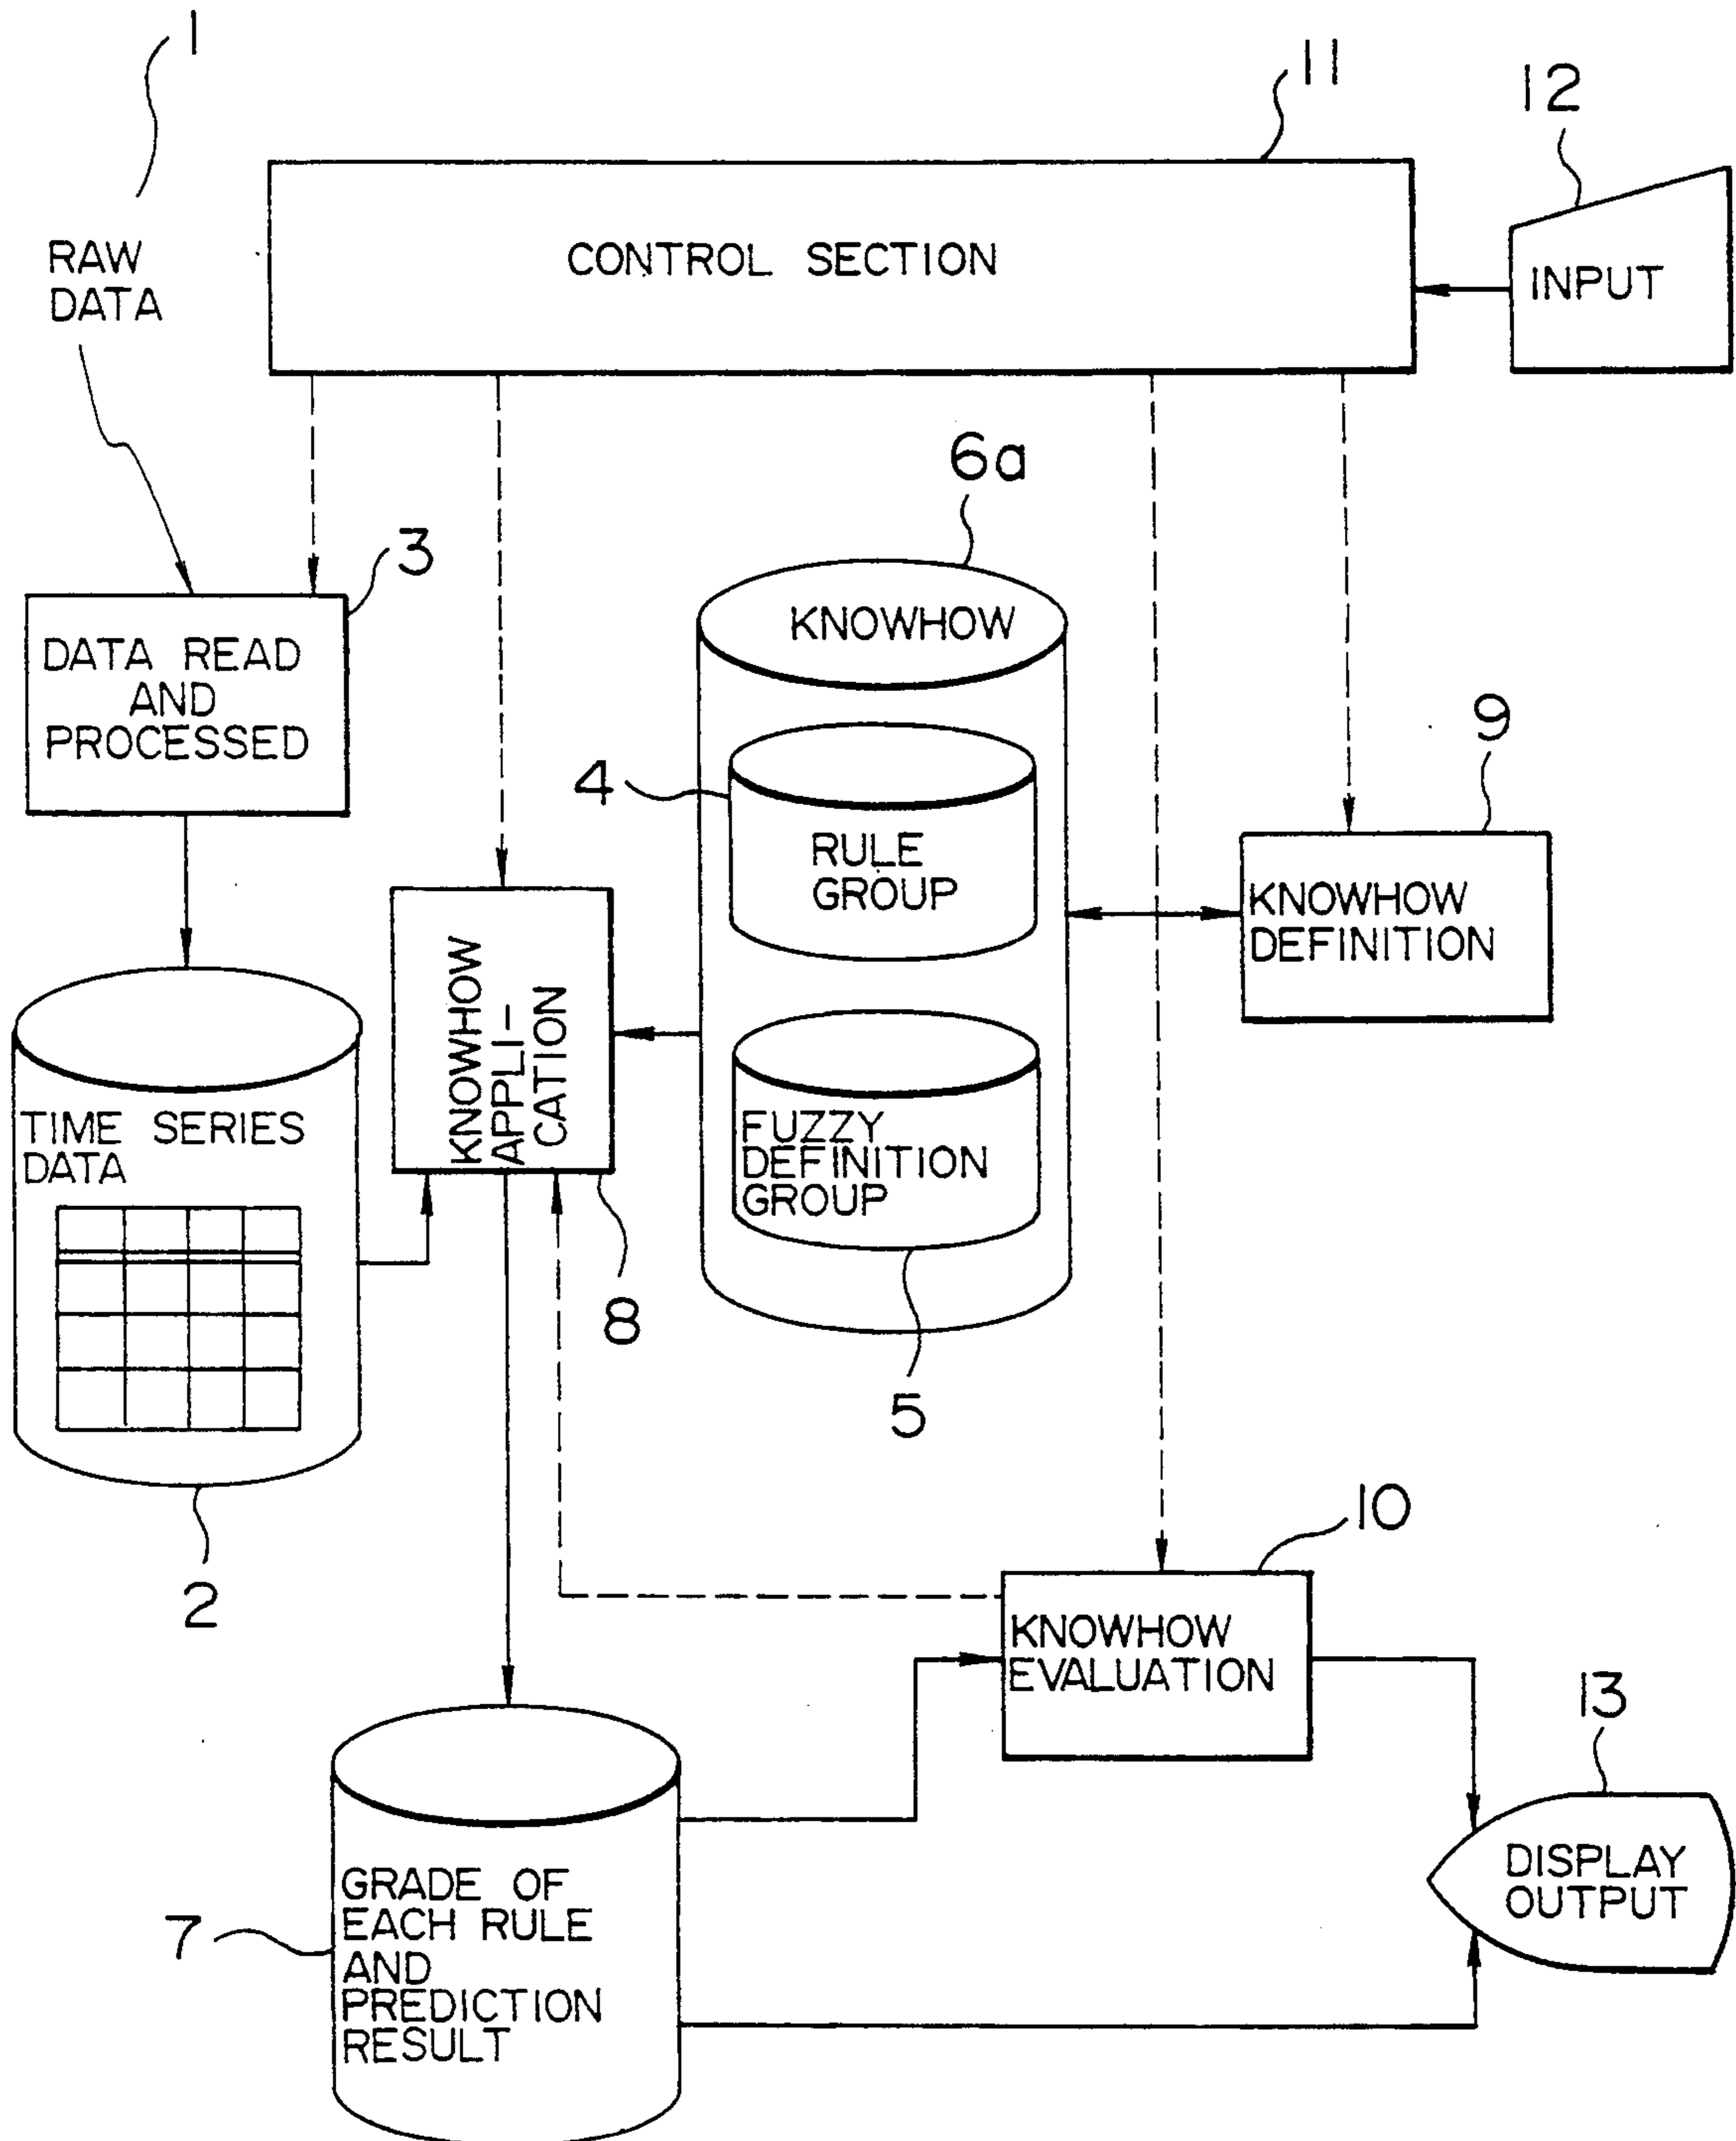 1
11
12
RAW
DATA
CONTROL SECTION
INPUT
6a
3
KNOWHOW
DATA READ
AND
PROCESSED
9
4
RULE
GROUP
KNOWHOW
DEFINITION
KNOWHOW
APPLI-
CATION
TIME SERIES
DATA
FUZZY
DEFINITION
GROUP
8
5
2
10
KNOWHOW
EVALUATION
13
DISPLAY
OUTPUT
7
GRADE OF
EACH RULE
AND
PREDICTION
RESULT